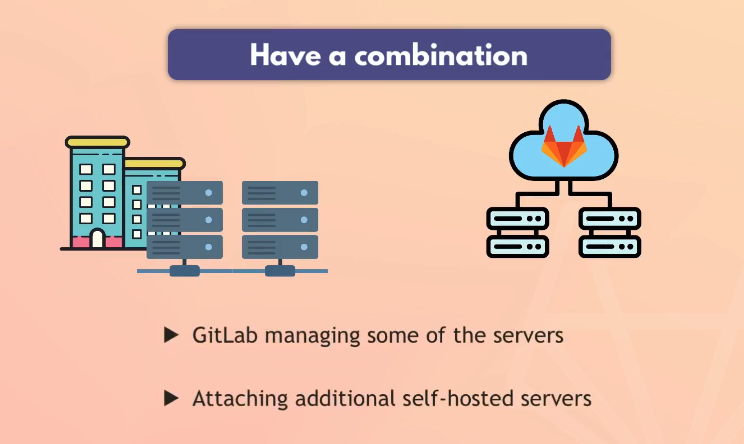 Have a combination
GitLab managing some of the servers
Attaching additional self-hosted servers